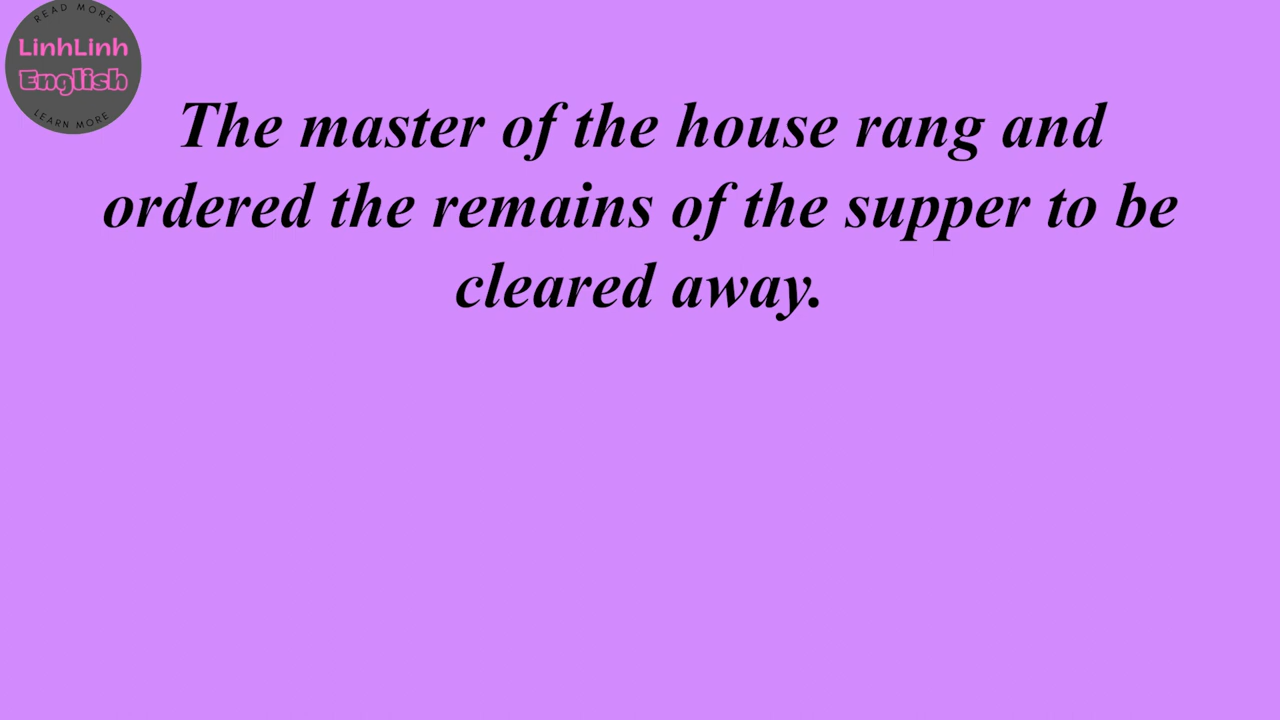 READ MORE
LinhLinh
English
LEARN MORE
The master of the house rang and
ordered the remains of the supper to be
cleared away.